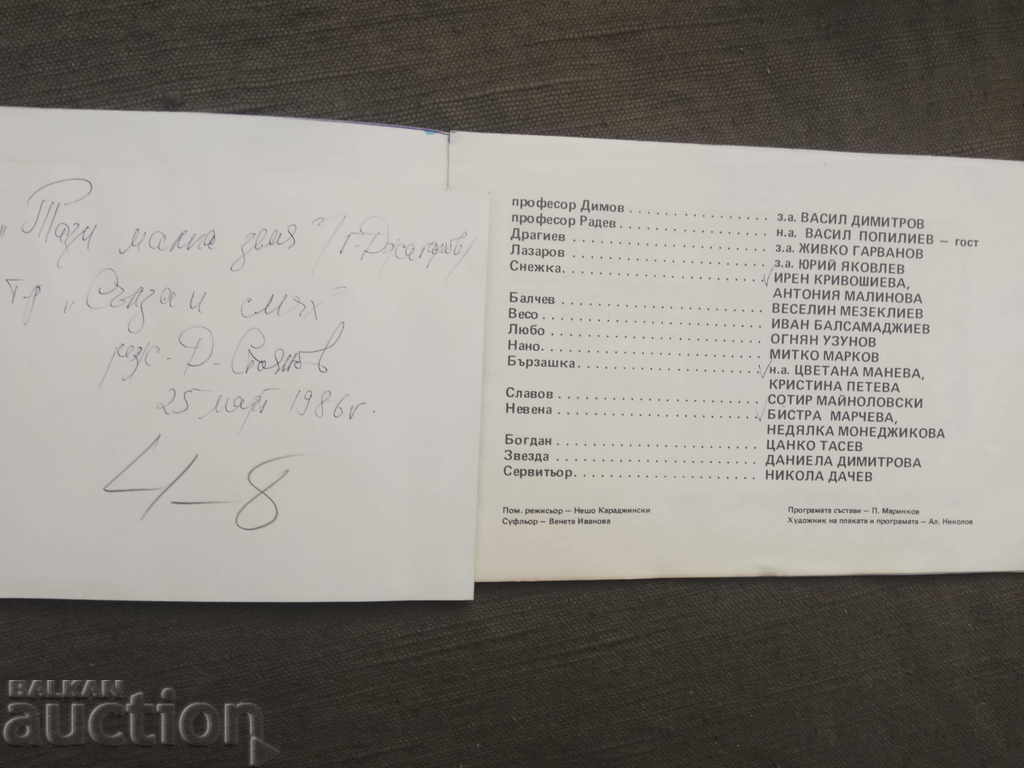 „Тази малка земя"/Г. Джагаров/
т-р „Сълза и смях"
реж. Д. Стоянов
25 март 1986 г.
4-8
професор Димов . . . . . . . . . . . . . . . . . . . з.а. ВАСИЛ ДИМИТРОВ
професор Радев . . . . . . . . . . . . . . . . . . . . н.а. ВАСИЛ ПОПИЛИЕВ – гост
Драгиев . . . . . . . . . . . . . . . . . . . . . . . . . з.а. ЖИВКО ГАРВАНОВ
Лазаров . . . . . . . . . . . . . . . . . . . . . . . . . з.а. ЮРИЙ ЯКОВЛЕВ
Снежка . . . . . . . . . . . . . . . . . . . . . . . . . ИРЕН КРИВОШИЕВА,
АНТОНИЯ МАЛИНОВА
Балчев . . . . . . . . . . . . . . . . . . . . . . . . . ВЕСЕЛИН МЕЗЕКЛИЕВ
Весо . . . . . . . . . . . . . . . . . . . . . . . . . . . ИВАН БАЛСАМАДЖИЕВ
Любо . . . . . . . . . . . . . . . . . . . . . . . . . . ОГНЯН УЗУНОВ
Нано . . . . . . . . . . . . . . . . . . . . . . . . . . . МИТКО МАРКОВ
Бързашка . . . . . . . . . . . . . . . . . . . . . . . н.а. ЦВЕТАНА МАНЕВА,
КРИСТИНА ПЕТЕВА
Славов . . . . . . . . . . . . . . . . . . . . . . . . . СОТИР МАЙНОЛОВСКИ
Невена . . . . . . . . . . . . . . . . . . . . . . . . . БИСТРА МАРЧЕВА,
НЕДЯЛКА МОНЕДЖИКОВА
Богдан . . . . . . . . . . . . . . . . . . . . . . . . . ЦАНКО ТАСЕВ
Звезда . . . . . . . . . . . . . . . . . . . . . . . . . ДАНИЕЛА ДИМИТРОВА
Сервитьор . . . . . . . . . . . . . . . . . . . . . . НИКОЛА ДАЧЕВ
Пом. режисьор – Нешо Караджински
Суфльор – Венета Иванова
Програмата състави – П. Маринков
Художник на плаката и програмата – Ал. Николов
BALKAN
auction